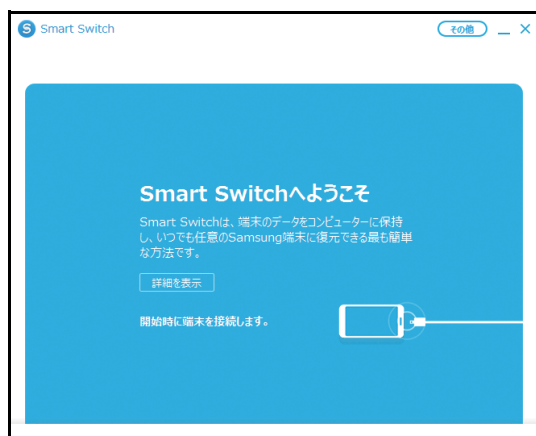 S Smart Switch
その他
Smart Switchへようこそ
Smart Switchは、端末のデータをコンピューターに保持
し、いつでも任意のSamsung端末に復元できる最も簡単
な方法です。
詳細を表示
開始時に端末を接続します。